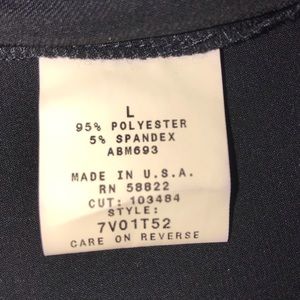 L
95% POLYESTER
5% SPANDEX
ABM693
MADE IN U.S.A.
RN 58822
CUT: 103484
STYLE:
7V01T52
CARE ON REVERSE